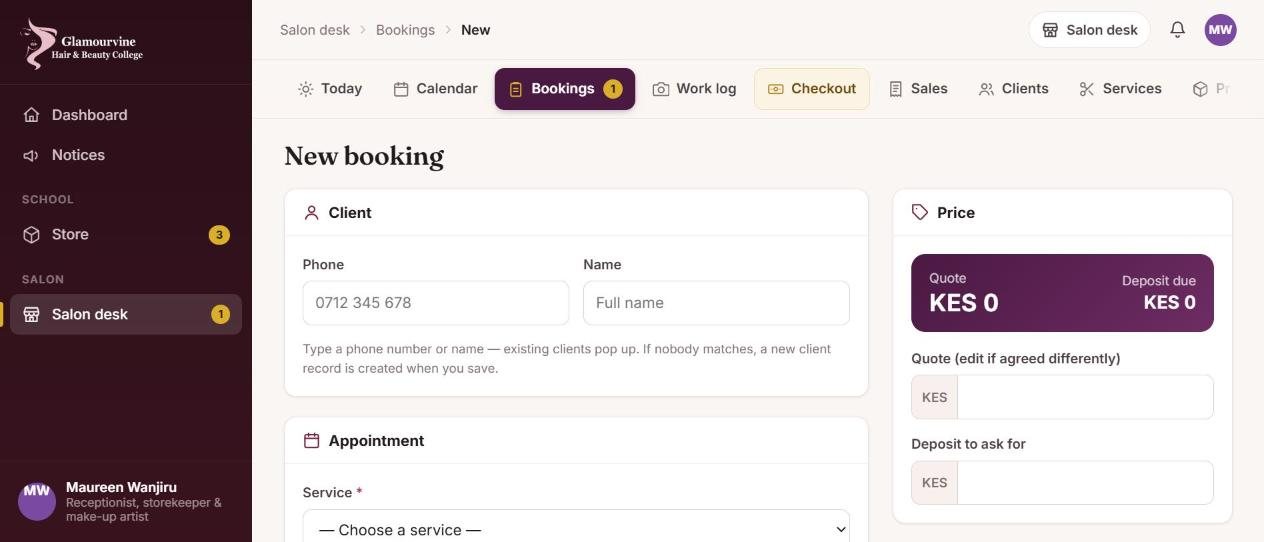 Glamourvine
Hair & Beauty College
Dashboard
Notices
SCHOOL
Store 3
SALON
Salon desk 1
MW
Maureen Wanjiru
Receptionist, storekeeper &
make-up artist
Salon desk > Bookings > New
Salon desk
MW
Today
Calendar
Bookings 1
Work log
Checkout
Sales
Clients
Services
Pr
New booking
Client
Phone
0712 345 678
Name
Full name
Type a phone number or name — existing clients pop up. If nobody matches, a new client
record is created when you save.
Appointment
Service *
— Choose a service —
Price
Quote
KES 0
Deposit due
KES 0
Quote (edit if agreed differently)
KES
Deposit to ask for
KES